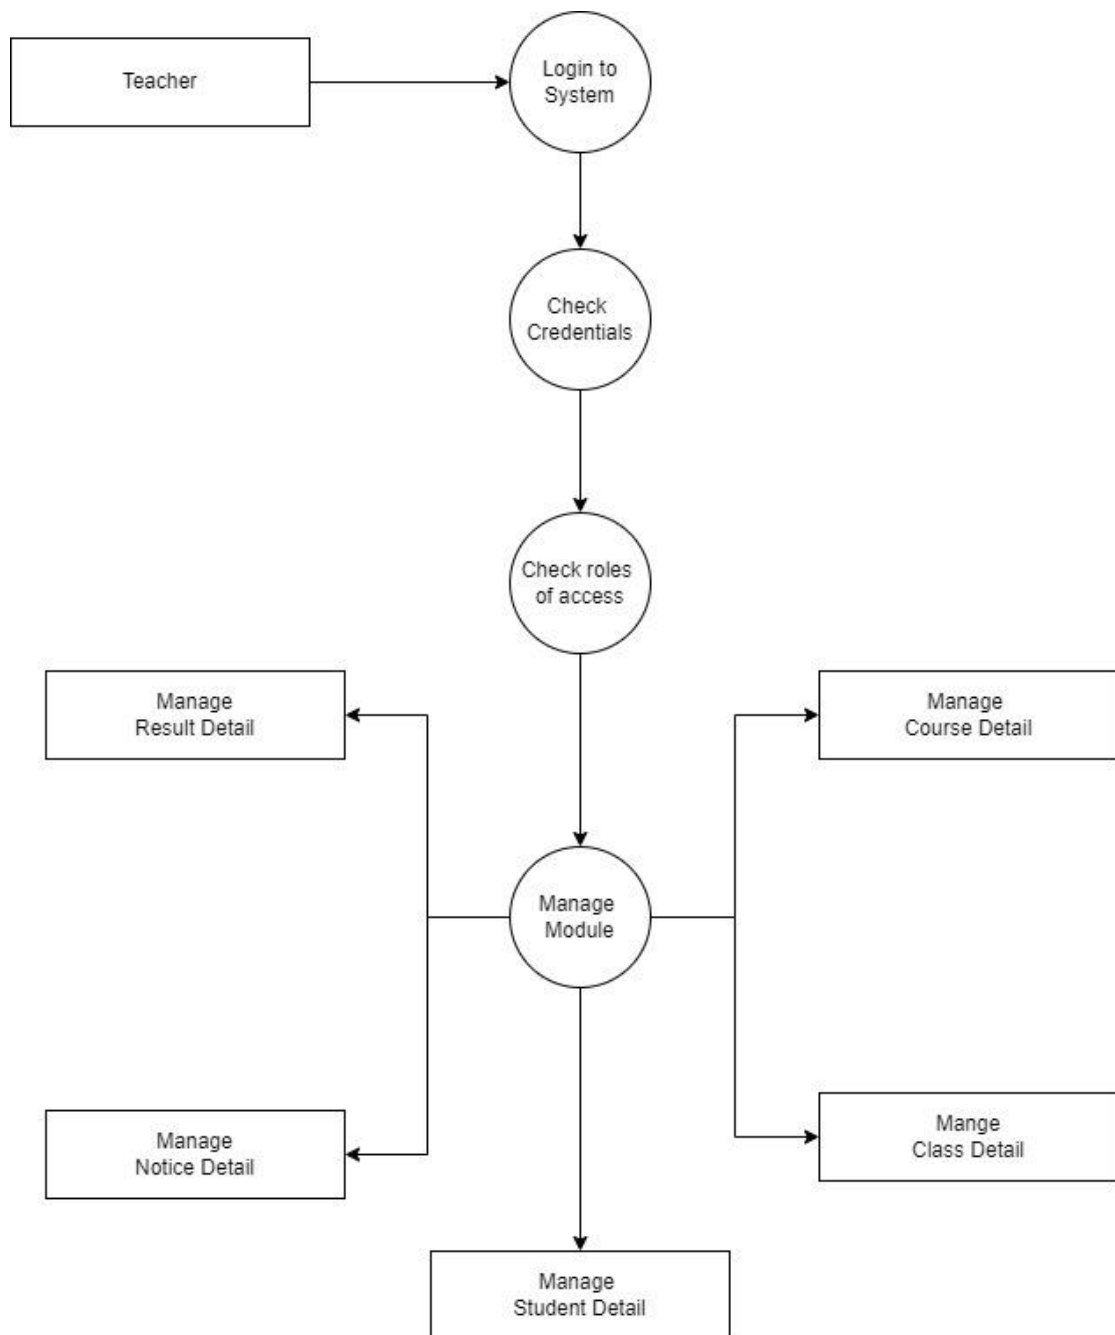 Teacher
Login to
System
Check
Credentials
Check roles
of access
Manage
Result Detail
Manage
Course Detail
Manage
Module
Manage
Notice Detail
Mange
Class Detail
Manage
Student Detail